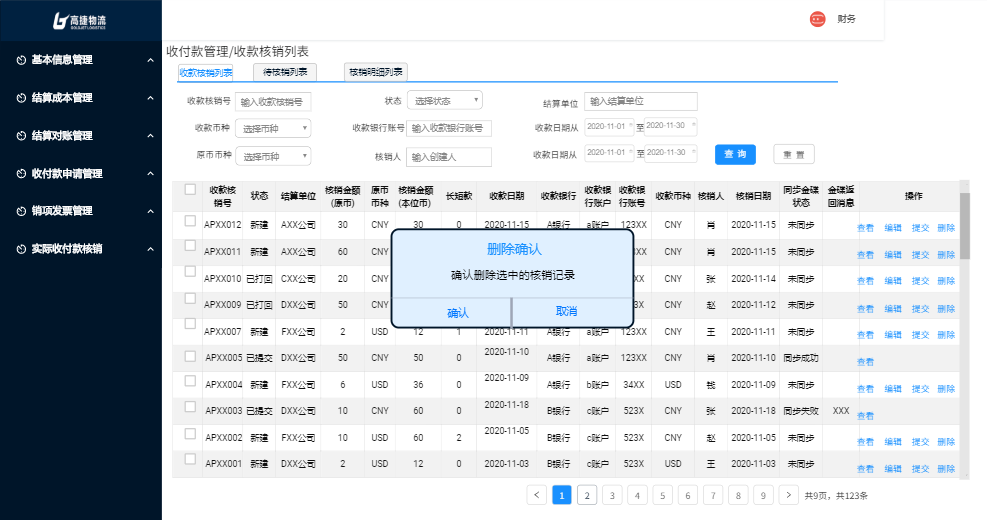 高捷物流
GOLDJET LOGISTICS
财务
基本信息管理
结算成本管理
结算对账管理
收付款申请管理
销项发票管理
实际收付款核销
收付款管理/收款核销列表
收款核销列表 待核销列表 核销明细列表
收款核销号 输入收款核销号 状态 选择状态 结算单位 输入结算单位
收款币种 选择币种 收款银行账号 输入收款银行账号 收款日期从 2020-11-01 至 2020-11-30
原币币种 选择币种 核销人 输入创建人 收款日期从 2020-11-01 至 2020-11-30 查 询 重 置
收款核销号 状态 结算单位 核销金额(原币) 原币币种 核销金额(本位币) 长短款 收款日期 收款银行 收款银行账户 收款银行账号 收款币种 核销人 核销日期 同步金碟状态 金碟返回消息 操作
APXX012 新建 AXX公司 30 CNY 30 0 2020-11-15 A银行 a账户 123XX CNY 肖 2020-11-15 未同步 查看 编辑 提交 删除
APXX011 新建 AXX公司 60 CNY XX CNY 肖 2020-11-15 未同步 查看 编辑 提交 删除
APXX010 已打回 CXX公司 20 CNY XX CNY 张 2020-11-14 未同步 查看 编辑 提交 删除
APXX009 已打回 DXX公司 50 CNY 3X CNY 赵 2020-11-12 未同步 查看 编辑 提交 删除
APXX007 新建 FXX公司 2 USD 12 1 2020-11-11 A银行 a账户 123XX CNY 王 2020-11-11 未同步 查看 编辑 提交 删除
APXX005 已提交 DXX公司 50 CNY 50 0 2020-11-10 A银行 a账户 123XX CNY 肖 2020-11-10 同步成功 查看
APXX004 新建 FXX公司 6 USD 36 0 2020-11-09 A银行 b账户 34XX USD 钱 2020-11-09 未同步 查看 编辑 提交 删除
APXX003 已提交 DXX公司 10 CNY 60 0 2020-11-18 B银行 c账户 523X CNY 张 2020-11-18 同步失败 XXX 查看
APXX002 新建 FXX公司 10 USD 60 2 2020-11-05 B银行 c账户 523X CNY 赵 2020-11-05 未同步 查看 编辑 提交 删除
APXX001 新建 DXX公司 2 USD 12 0 2020-11-03 B银行 c账户 523X USD 王 2020-11-03 未同步 查看 编辑 提交 删除
删除确认
确认删除选中的核销记录
确认 取消
< 1 2 3 4 5 6 7 8 9 > 共9页，共123条